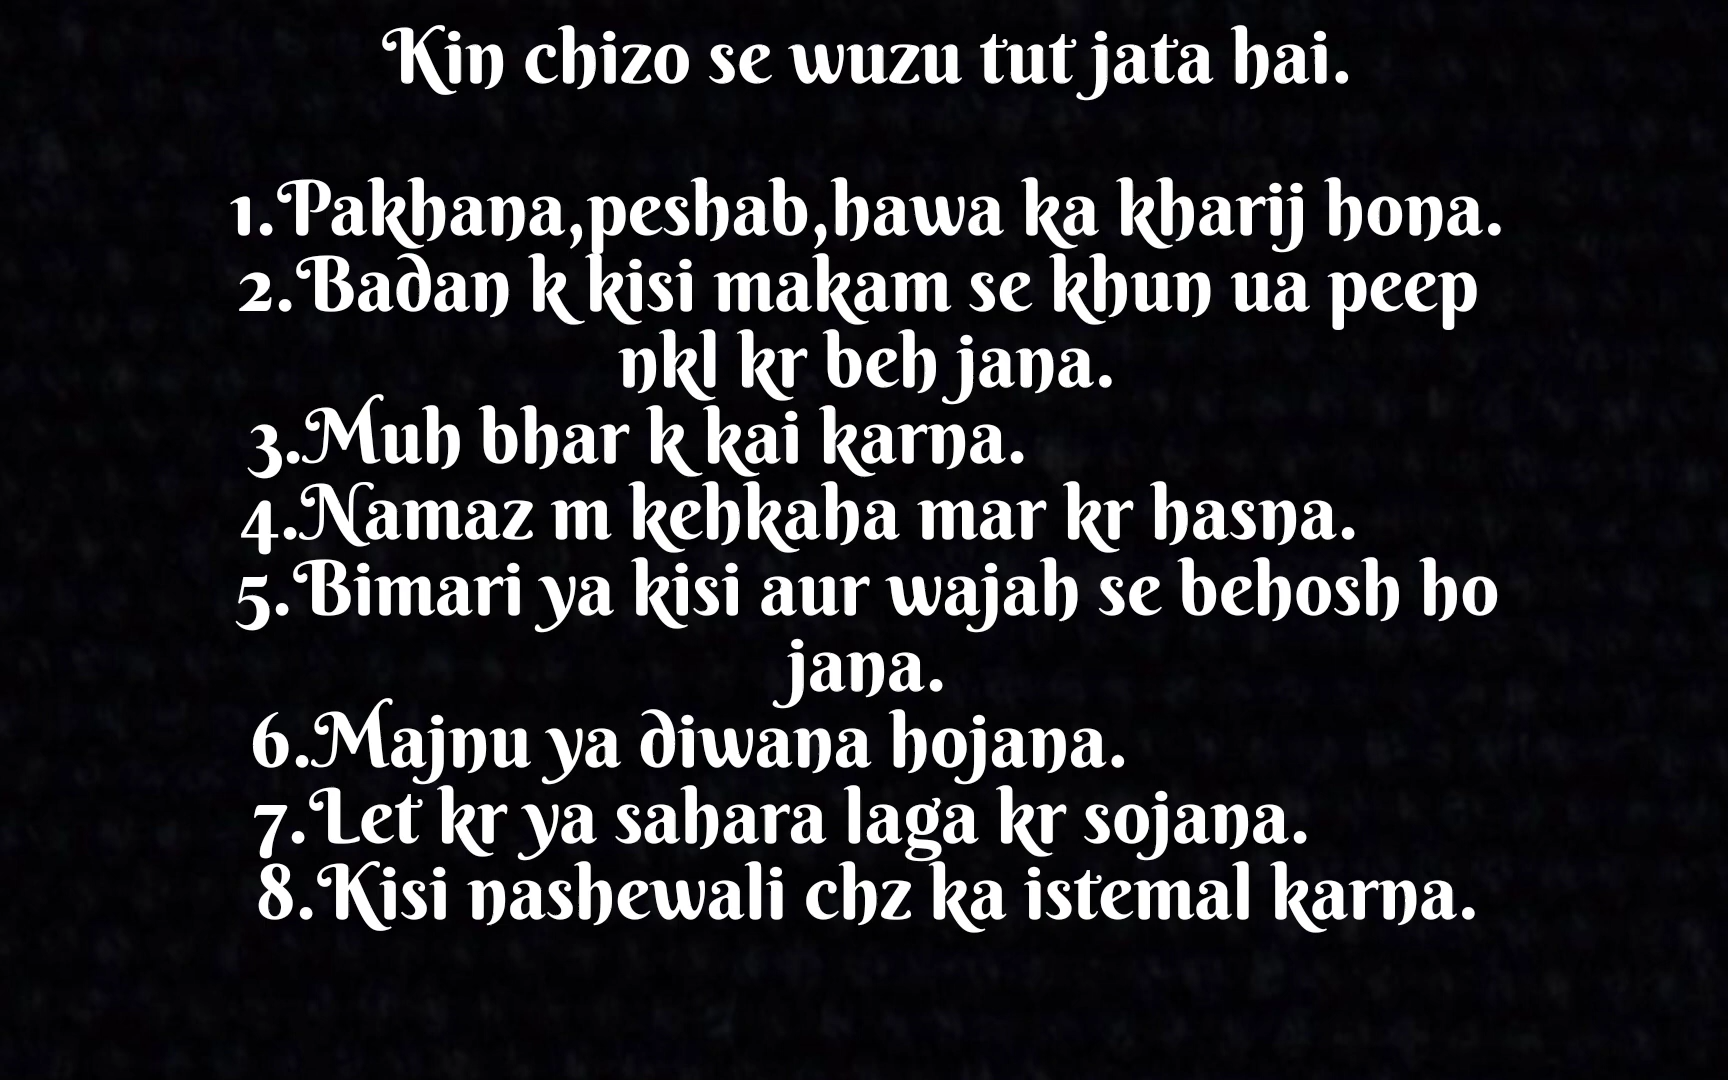 Kin chizo se wuzu tut jata hai.
1.Pakhana,peshab,hawa ka kharij hona.
2.Badan k kisi makam se khun ua peep
nkl kr beh jana.
3.Muh bhar k kai karna.
4.Namaz m kehkaha mar kr hasna.
5.Bimari ya kisi aur wajah se behosh ho
jana.
6.Majnu ya diwana hojana.
7.Let kr ya sahara laga kr sojana.
8.Kisi nashewali chz ka istemal karna.